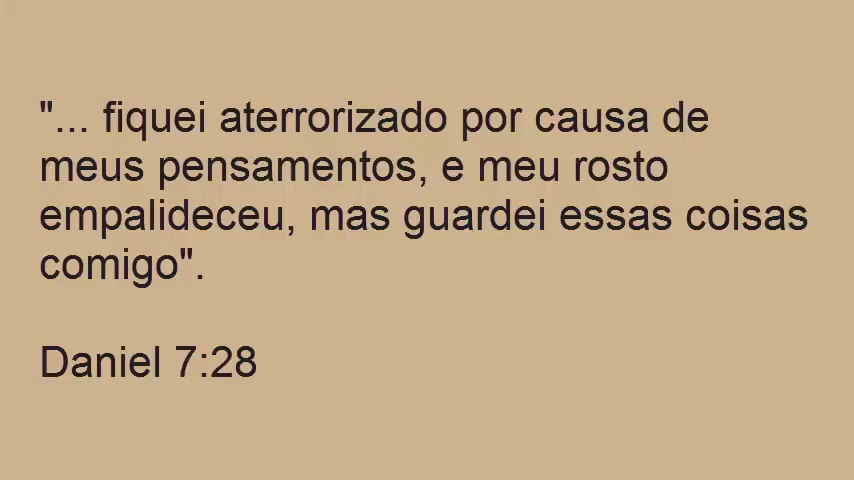 "... fiquei aterrorizado por causa de
meus pensamentos, e meu rosto
empalideceu, mas guardei essas coisas
comigo".
Daniel 7:28